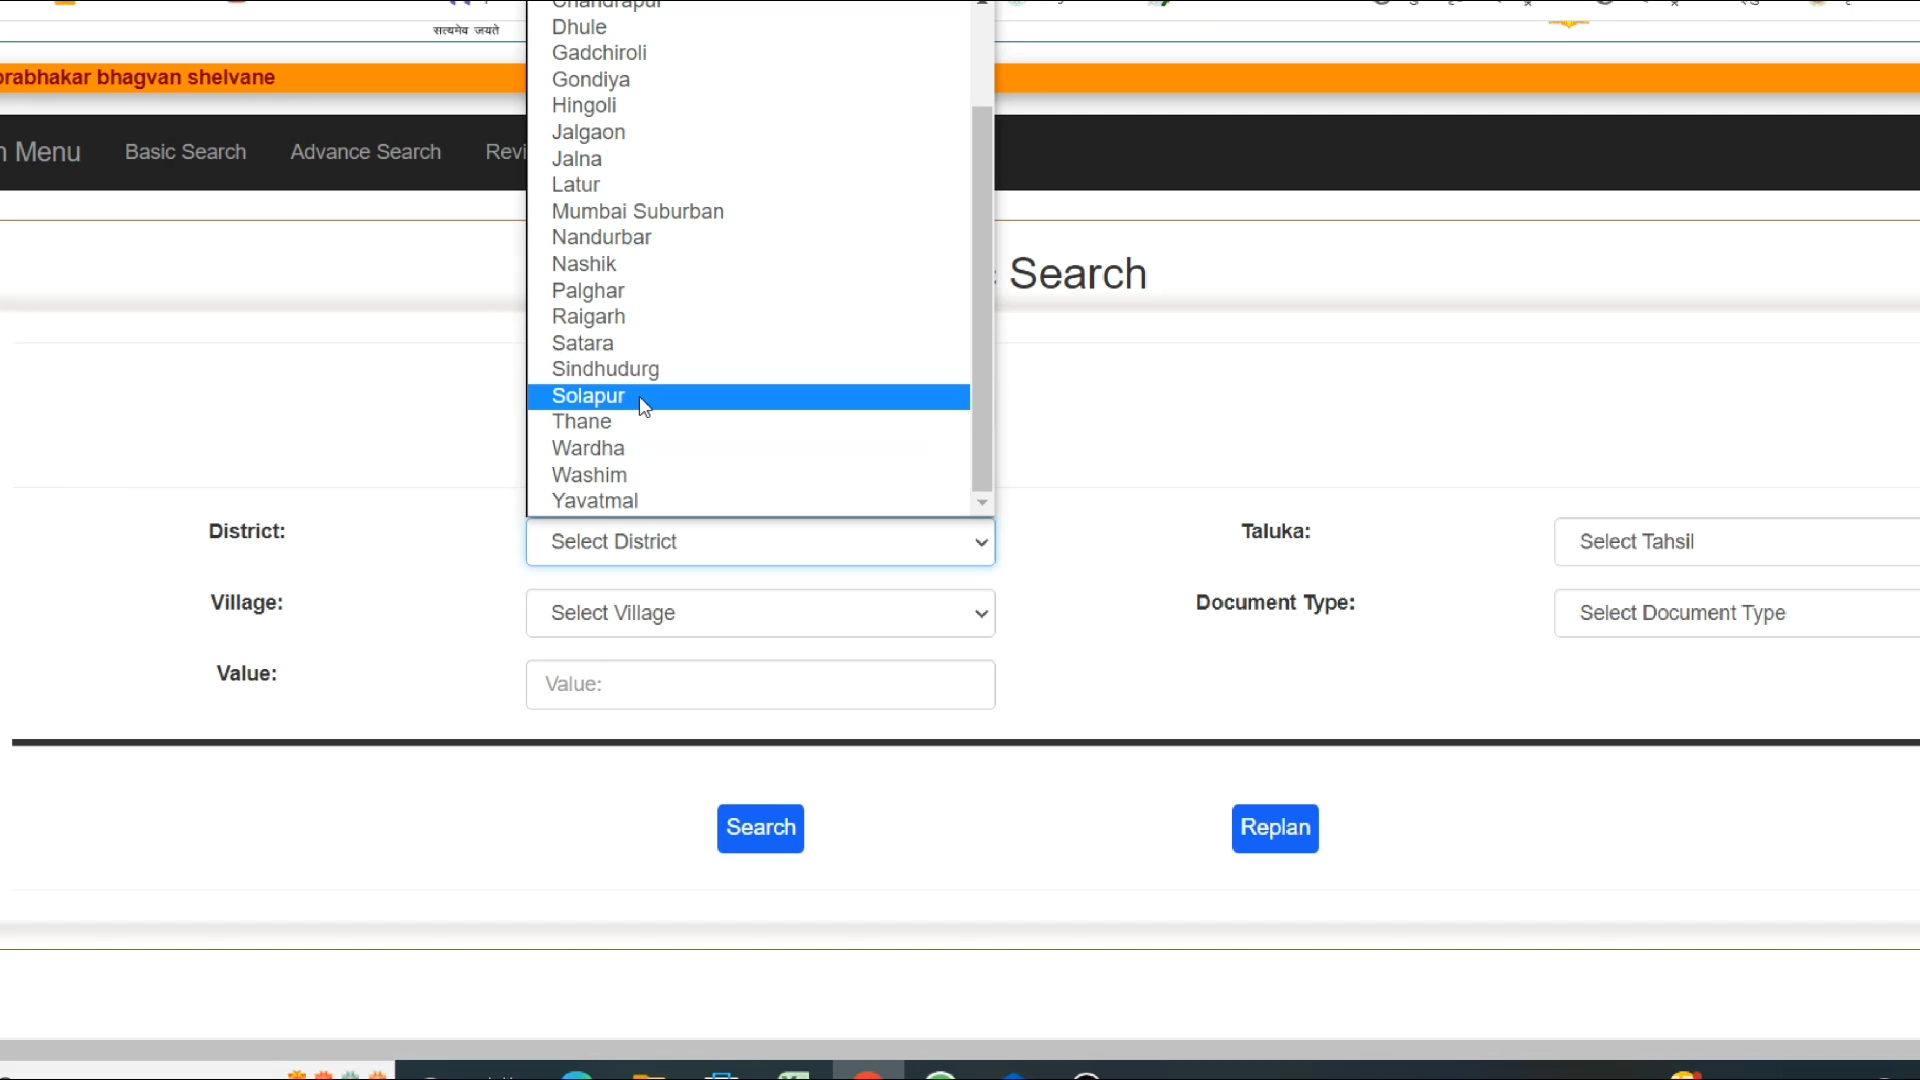 सत्यमेव जयते
prabhakar bhagvan shelvane
Menu
Basic Search
Advance Search
Revi
Chandrapur
Dhule
Gadchiroli
Gondiya
Hingoli
Jalgaon
Jalna
Latur
Mumbai Suburban
Nandurbar
Nashik
Palghar
Raigarh
Satara
Sindhudurg
Solapur
Thane
Wardha
Washim
Yavatmal
Search
District:
Select District
Taluka:
Select Tahsil
Village:
Select Village
Document Type:
Select Document Type
Value:
Value:
Search
Replan